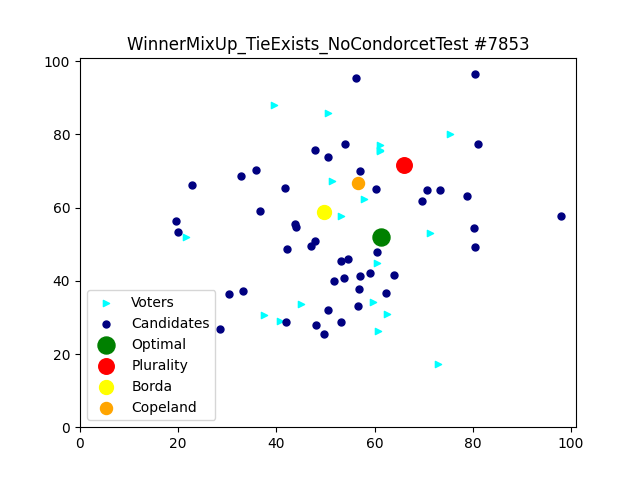 WinnerMixUp_TieExists_NoCondorcetTest #7853
100
80
60
40
20
0
0 20 40 60 80 100
Voters
Candidates
Optimal
Plurality
Borda
Copeland